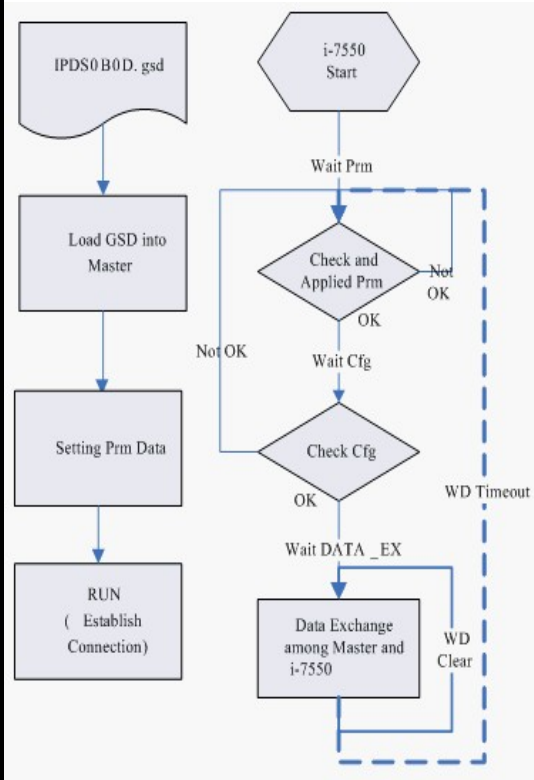 IPDS0B0D. gsd
Load GSD into
Master
Setting Prm Data
RUN
( Establish
Connection)
i-7550
Start
Wait Prm
Check and
Applied Prm
Not
OK
OK
Wait Cfg
Not OK
Check Cfg
OK
WD Timeout
Wait DATA _EX
Data Exchange
among Master and
i-7550
WD
Clear